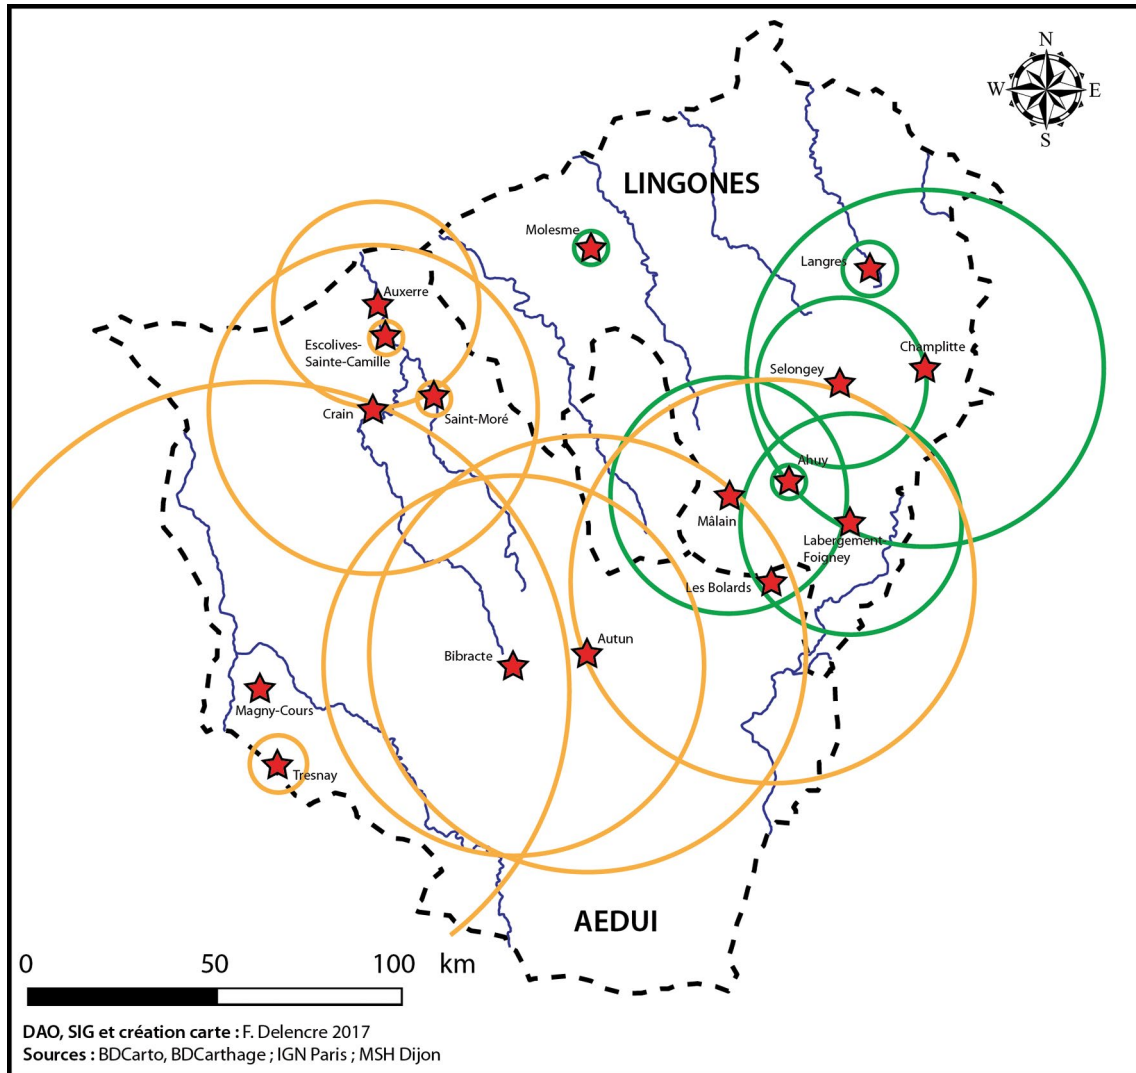 N
W E
S
LINGONES
Molesme
Langres
Auxerre
Escolives-
Sainte-Camille
Champlitte
Selongey
Crain
Saint-Moré
Ahuy
Mâlain
Labergement-
Foigney
Les Bolards
Autun
Bibracte
Magny-Cours
Tresnay
AEDUI
0 50 100 km
DAO, SIG et création carte : F. Delencre 2017
Sources : BDCarto, BDCarthage ; IGN Paris ; MSH Dijon